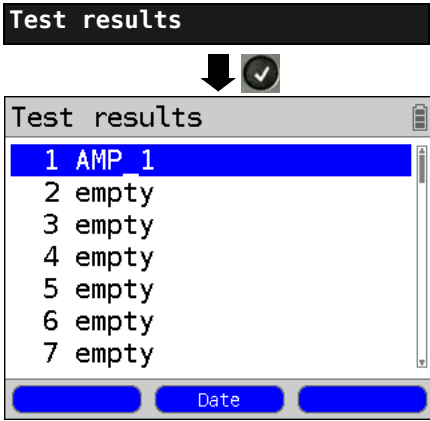 Test results
Test results
1 AMP_1
2 empty
3 empty
4 empty
5 empty
6 empty
7 empty
Date